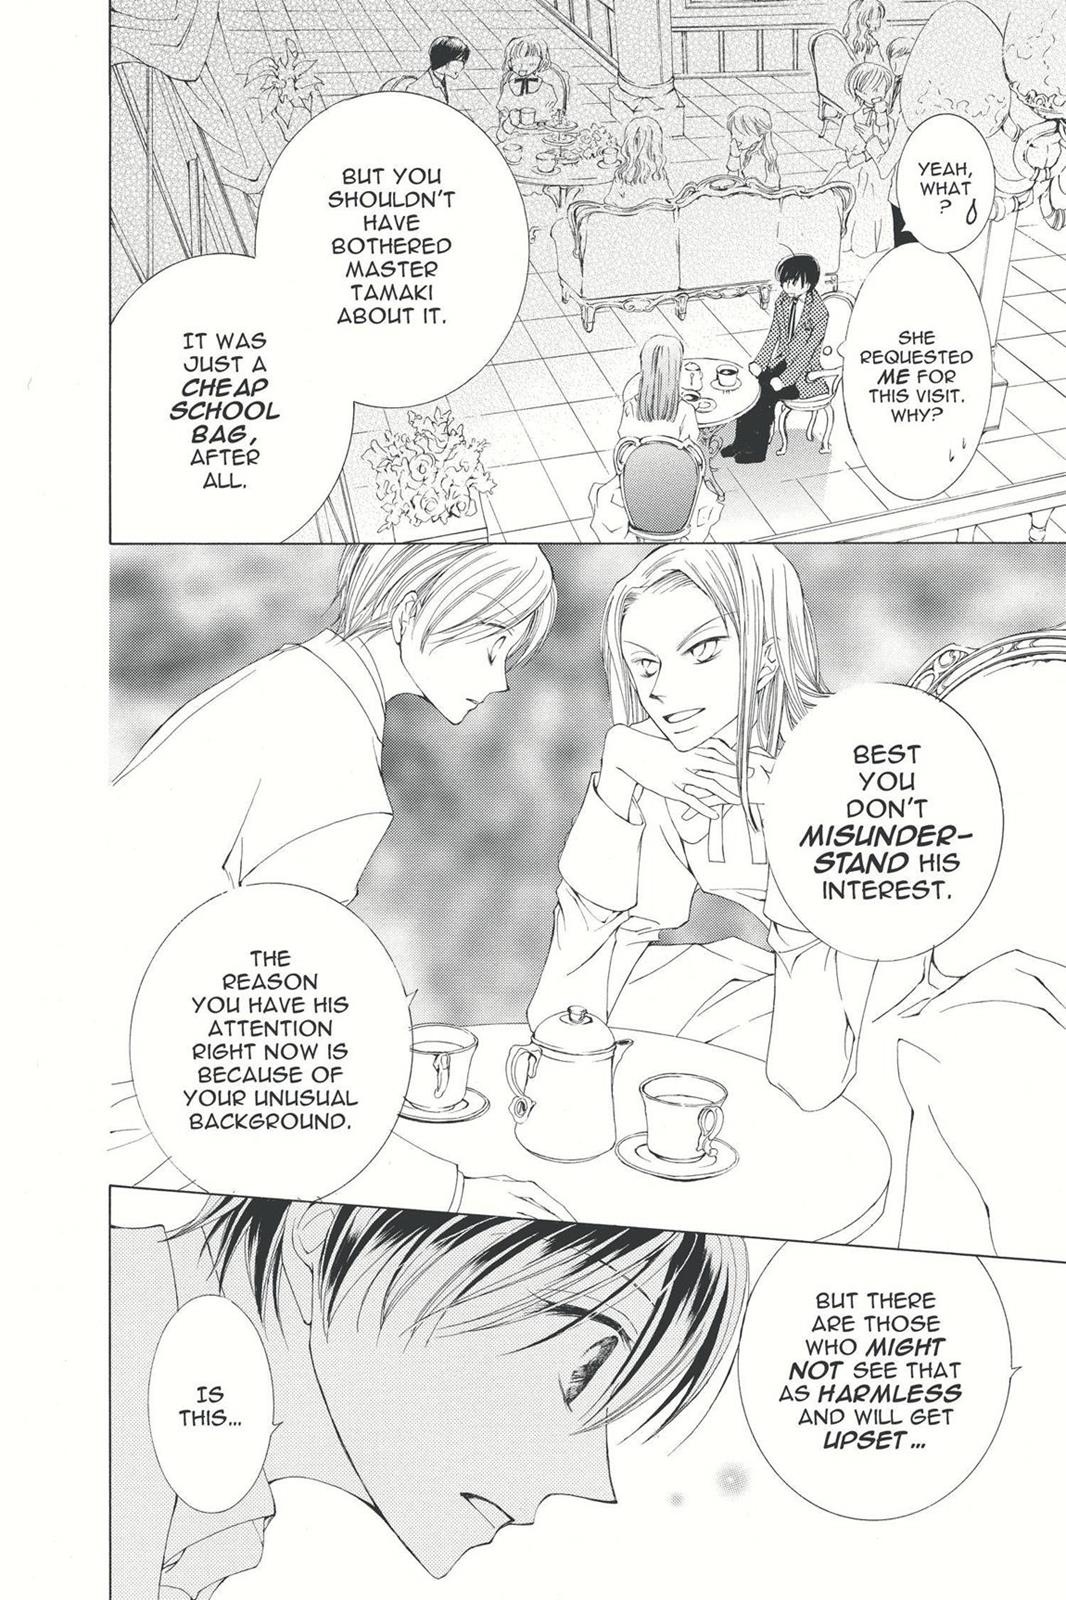 BUT YOU
SHOULDN'T
HAVE
BOTHERED
MASTER
TAMAKI
ABOUT IT.
IT WAS
JUST A
CHEAP
SCHOOL
BAG,
AFTER
ALL.
YEAH,
WHAT
?
SHE
REQUESTED
ME FOR
THIS VISIT.
WHY?
BEST
YOU
DON'T
MISUNDER-
STAND HIS
INTEREST.
THE
REASON
YOU HAVE HIS
ATTENTION
RIGHT NOW IS
BECAUSE OF
YOUR UNUSUAL
BACKGROUND.
BUT THERE
ARE THOSE
WHO MIGHT
NOT SEE THAT
AS HARMLESS
AND WILL GET
UPSET...
IS
THIS...